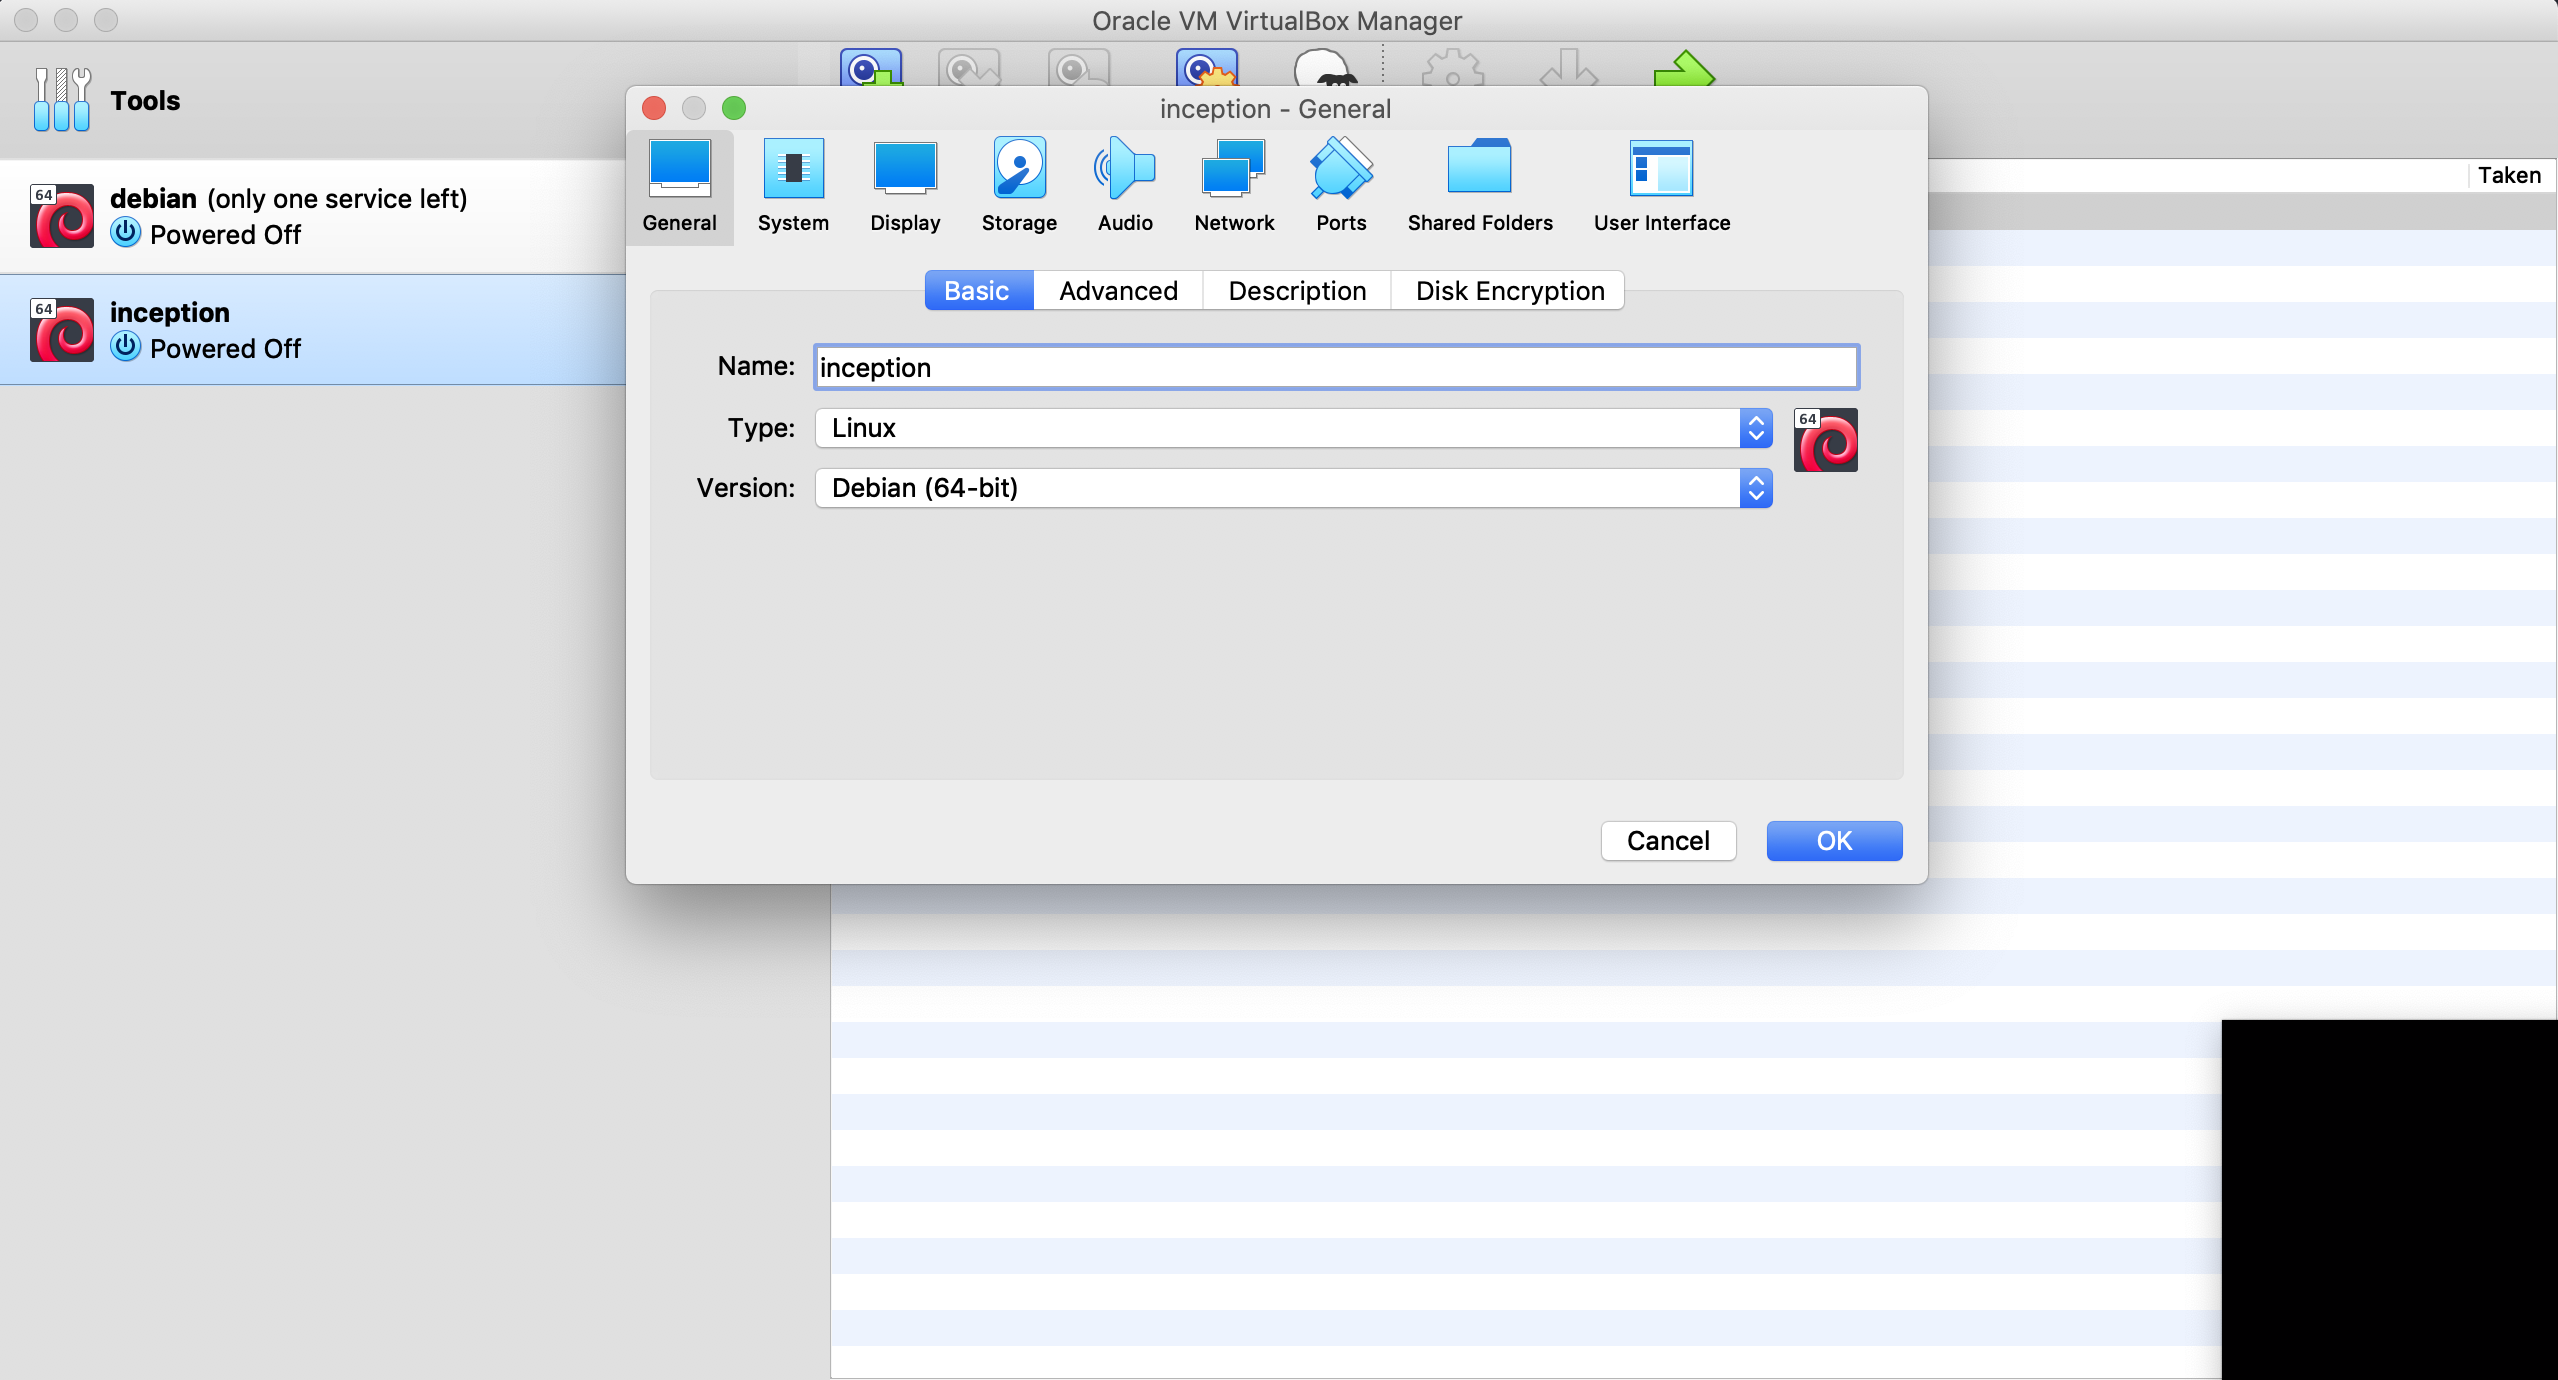 Oracle VM VirtualBox Manager
Tools
64
debian (only one service left)
Powered Off
64
inception
Powered Off
Taken
inception - General
General
System
Display
Storage
Audio
Network
Ports
Shared Folders
User Interface
Basic
Advanced
Description
Disk Encryption
Name: inception
Type: Linux
64
Version: Debian (64-bit)
Cancel
OK